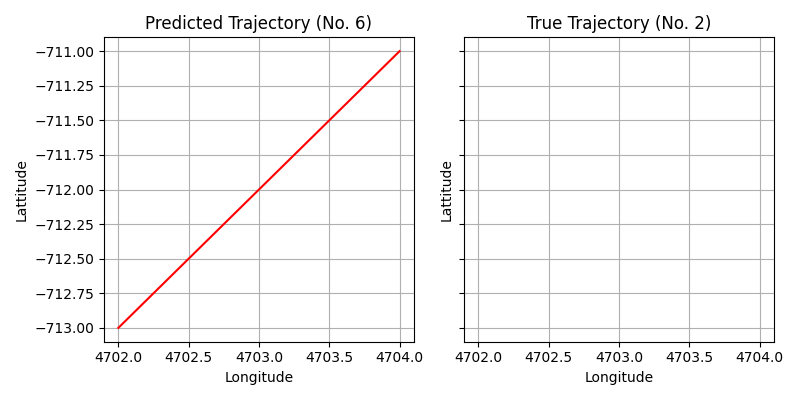 Predicted Trajectory (No. 6)
−711.00
−711.25
−711.50
−711.75
−712.00
−712.25
−712.50
−712.75
−713.00
Lattitude
4702.0 4702.5 4703.0 4703.5 4704.0
Longitude
True Trajectory (No. 2)
Lattitude
4702.0 4702.5 4703.0 4703.5 4704.0
Longitude